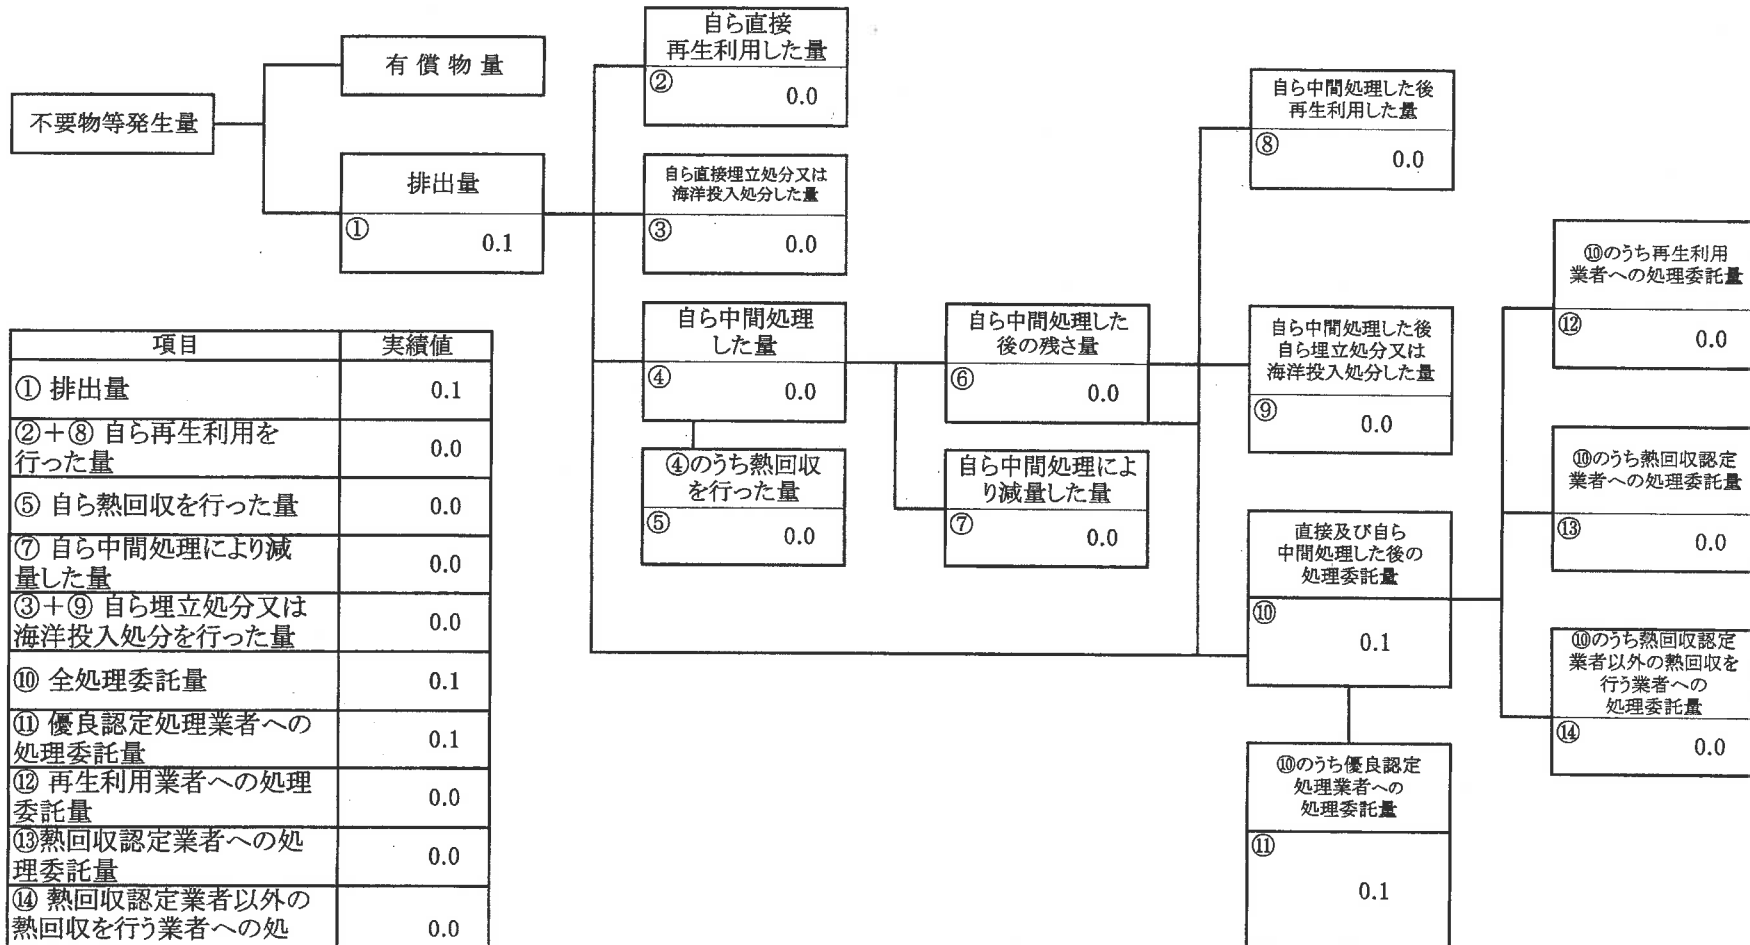 不要物等発生量
有償物量
排出量
①
0.1
自ら直接
再生利用した量
②
0.0
自ら直接埋立処分又は
海洋投入処分した量
③
0.0
自ら中間処理
した量
④
0.0
④のうち熱回収
を行った量
⑤
0.0
自ら中間処理した
後の残さ量
⑥
0.0
自ら中間処理によ
り減量した量
⑦
0.0
自ら中間処理した後
再生利用した量
⑧
0.0
自ら中間処理した後
自ら埋立処分又は
海洋投入処分した量
⑨
0.0
直接及び自ら
中間処理した後の
処理委託量
⑩
0.1
⑩のうち優良認定
処理業者への
処理委託量
⑪
0.1
⑩のうち再生利用
業者への処理委託量
⑫
0.0
⑩のうち熱回収認定
業者への処理委託量
⑬
0.0
⑩のうち熱回収認定
業者以外の熱回収を
行う業者への
処理委託量
⑭
0.0
項目 実績値
① 排出量 0.1
②+⑧ 自ら再生利用を
行った量 0.0
⑤ 自ら熱回収を行った量 0.0
⑦ 自ら中間処理により減
量した量 0.0
③+⑨ 自ら埋立処分又は
海洋投入処分を行った量 0.0
⑩ 全処理委託量 0.1
⑪ 優良認定処理業者への
処理委託量 0.1
⑫ 再生利用業者への処理
委託量 0.0
⑬熱回収認定業者への処
理委託量 0.0
⑭ 熱回収認定業者以外の
熱回収を行う業者への処 0.0